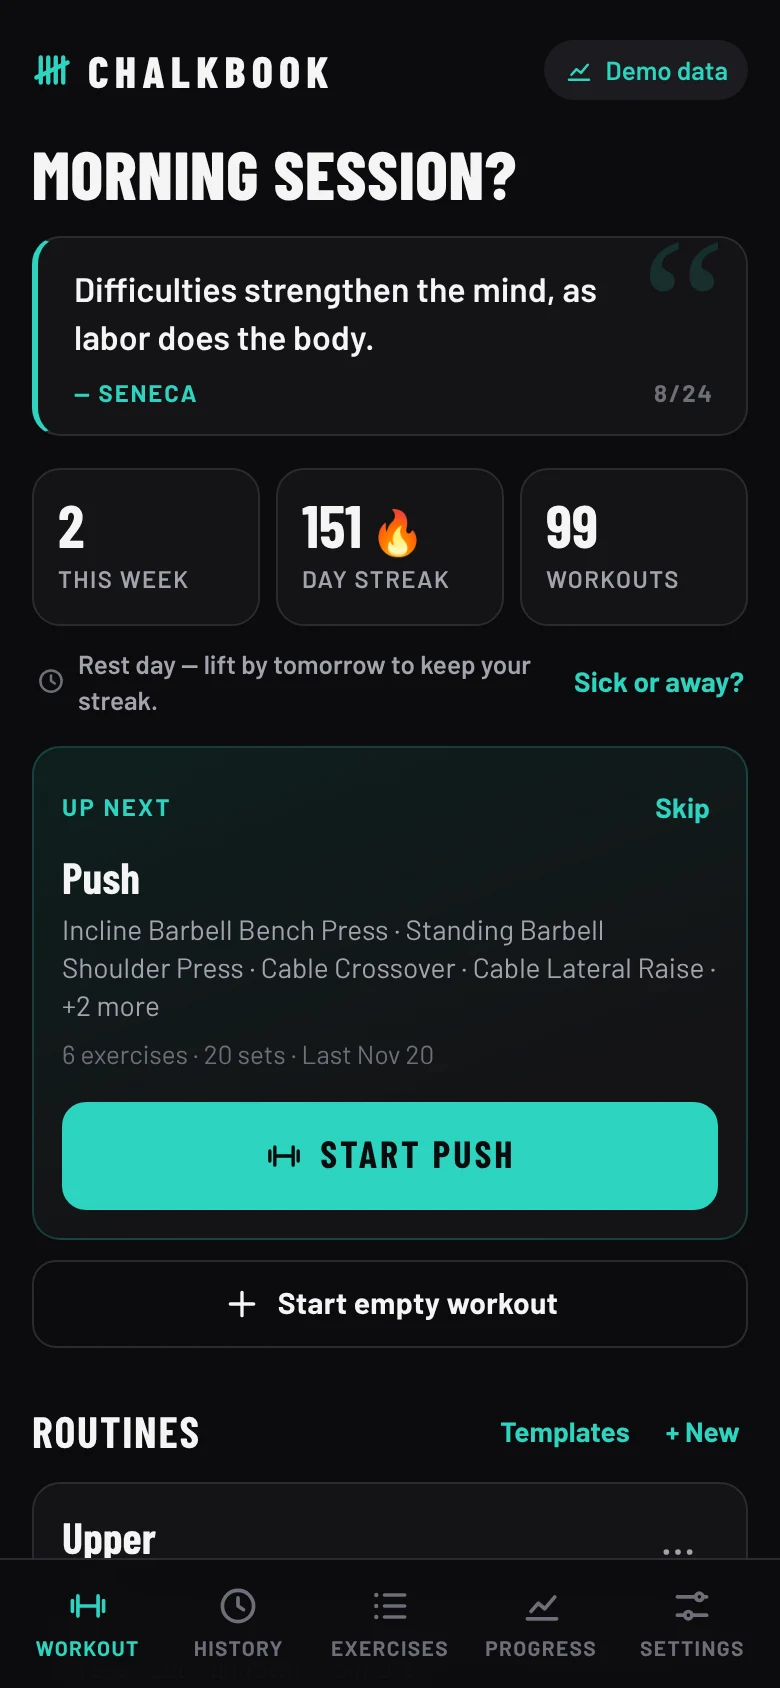 CHALKBOOK
Demo data
MORNING SESSION?
Difficulties strengthen the mind, as
labor does the body.
– SENECA
8/24
2
THIS WEEK
151 🔥
DAY STREAK
99
WORKOUTS
Rest day – lift by tomorrow to keep your
streak.
Sick or away?
UP NEXT
Skip
Push
Incline Barbell Bench Press · Standing Barbell
Shoulder Press · Cable Crossover · Cable Lateral Raise ·
+2 more
6 exercises · 20 sets · Last Nov 20
START PUSH
+ Start empty workout
ROUTINES
Templates
+ New
Upper
...
WORKOUT
HISTORY
EXERCISES
PROGRESS
SETTINGS